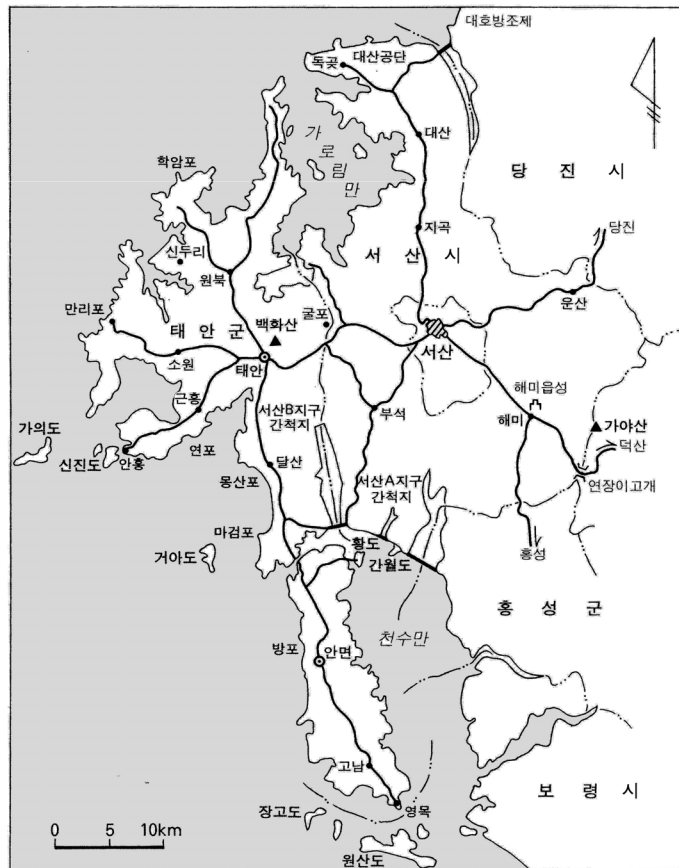 대호방조제
독곶
대산공단
가로림만
대산
학암포
당진시
지곡
당진
신두리
서산시
원북
운산
만리포
굴포
태안군
백화산
서산
소원
태안
해미읍성
근흥
서산B지구
간척지
부석
해미
가야산
가의도
덕산
신진도
안흥
연포
달산
서산A지구
간척지
연장이고개
몽산포
마검포
황도
홍성
거아도
간월도
홍성군
천수만
방포
안면
고남
보령시
장고도
영목
0 5 10km
원산도